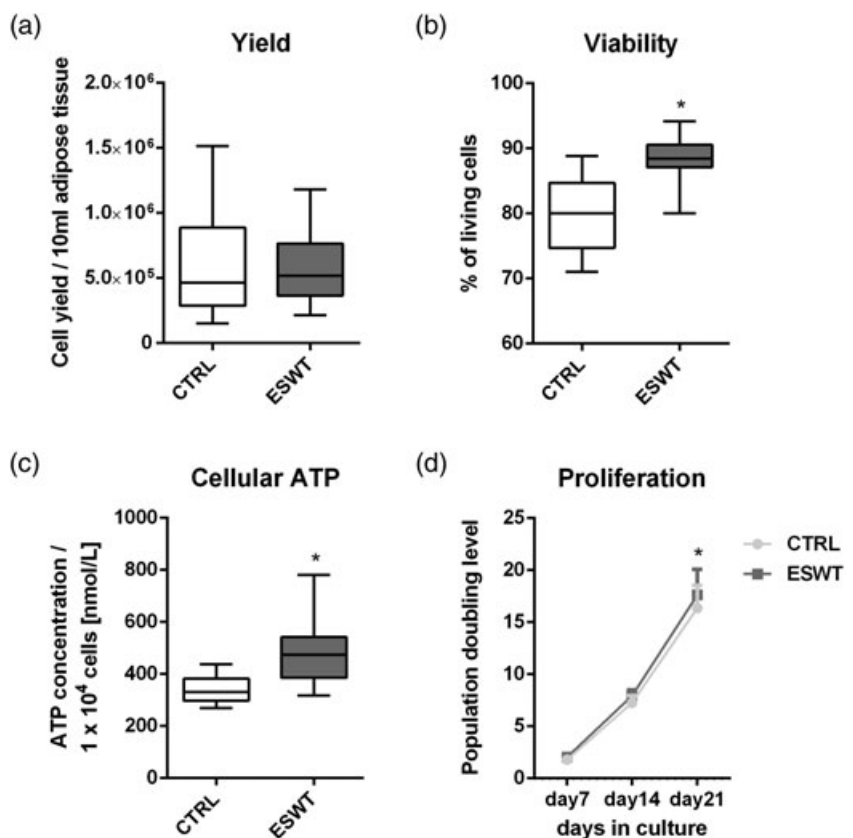 (a)
Yield
Cell yield / 10ml adipose tissue
2.0×10⁶
1.5×10⁶
1.0×10⁶
5.0×10⁵
0
CTRL
ESWT
(b)
Viability
% of living cells
100
90
80
70
60
*
CTRL
ESWT
(c)
Cellular ATP
ATP concentration /
1 x 10⁴ cells [nmol/L]
1000
800
600
400
200
0
*
CTRL
ESWT
(d)
Proliferation
Population doubling level
25
20
15
10
5
0
*
CTRL
ESWT
day7 day14 day21
days in culture